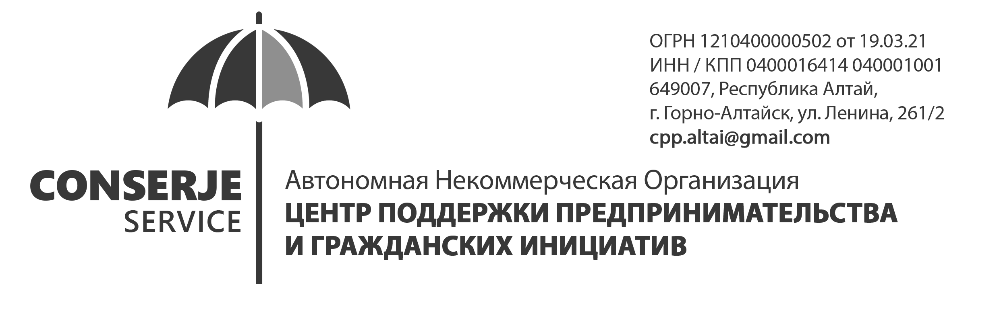 ОГРН 1210400000502 от 19.03.21
ИНН / КПП 0400016414 040001001
649007, Республика Алтай,
г. Горно-Алтайск, ул. Ленина, 261/2
cpp.altai@gmail.com
CONSERJE
SERVICE
Автономная Некоммерческая Организация
ЦЕНТР ПОДДЕРЖКИ ПРЕДПРИНИМАТЕЛЬСТВА
И ГРАЖДАНСКИХ ИНИЦИАТИВ